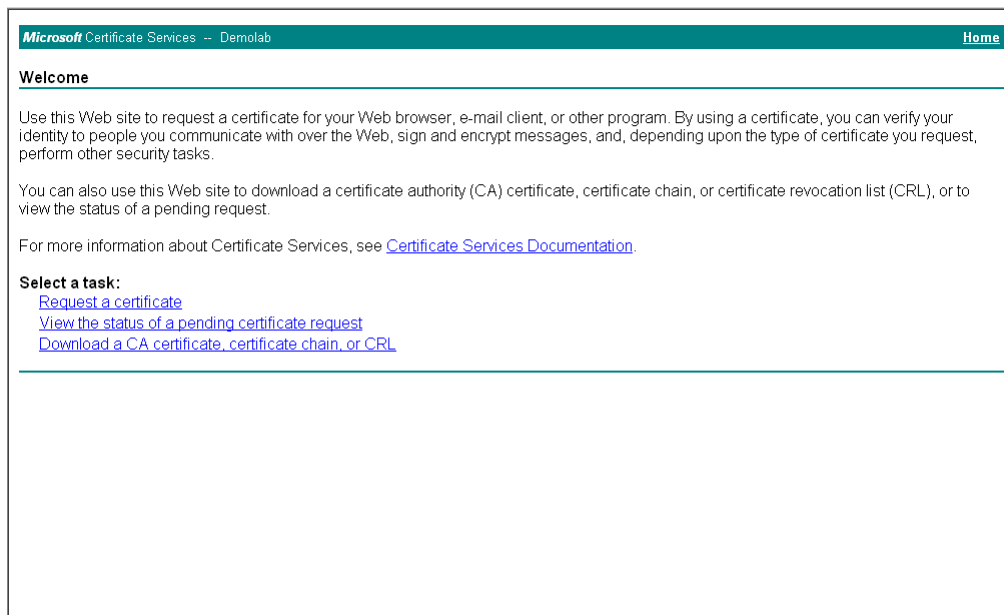 Microsoft Certificate Services -- Demolab Home
Welcome
Use this Web site to request a certificate for your Web browser, e-mail client, or other program. By using a certificate, you can verify your
identity to people you communicate with over the Web, sign and encrypt messages, and, depending upon the type of certificate you request,
perform other security tasks.
You can also use this Web site to download a certificate authority (CA) certificate, certificate chain, or certificate revocation list (CRL), or to
view the status of a pending request.
For more information about Certificate Services, see Certificate Services Documentation.
Select a task:
Request a certificate
View the status of a pending certificate request
Download a CA certificate, certificate chain, or CRL